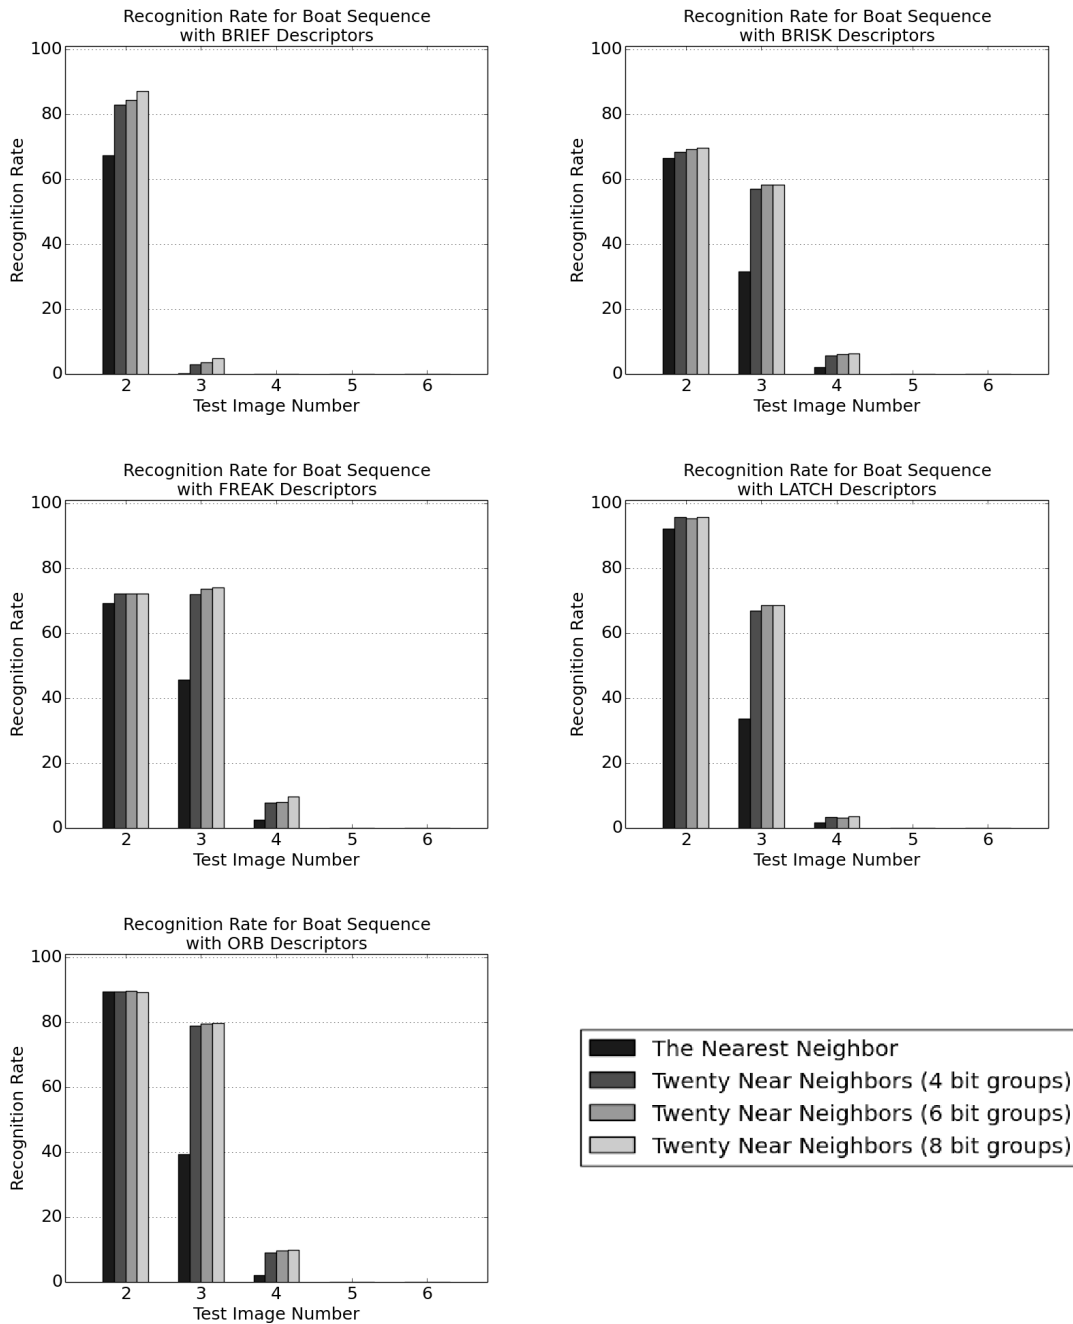 Recognition Rate for Boat Sequence
with BRIEF Descriptors
100
80
60
40
20
0
Recognition Rate
2 3 4 5 6
Test Image Number
Recognition Rate for Boat Sequence
with BRISK Descriptors
100
80
60
40
20
0
Recognition Rate
2 3 4 5 6
Test Image Number
Recognition Rate for Boat Sequence
with FREAK Descriptors
100
80
60
40
20
0
Recognition Rate
2 3 4 5 6
Test Image Number
Recognition Rate for Boat Sequence
with LATCH Descriptors
100
80
60
40
20
0
Recognition Rate
2 3 4 5 6
Test Image Number
Recognition Rate for Boat Sequence
with ORB Descriptors
100
80
60
40
20
0
Recognition Rate
2 3 4 5 6
Test Image Number
The Nearest Neighbor
Twenty Near Neighbors (4 bit groups)
Twenty Near Neighbors (6 bit groups)
Twenty Near Neighbors (8 bit groups)